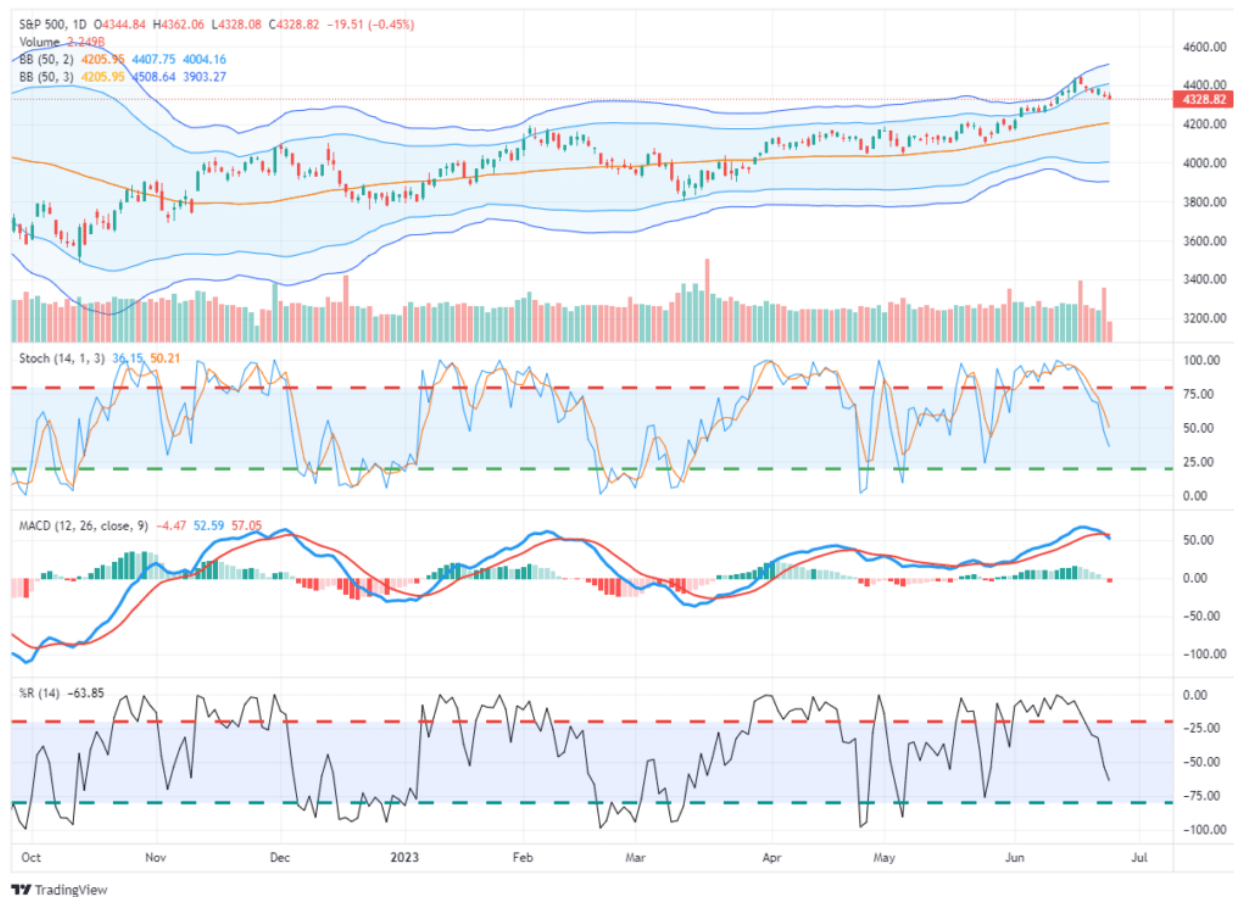 S&P 500, 1D O4344.84 H4362.06 L4328.08 C4328.82 −19.51 (−0.45%)
Volume 2.249B
BB (50, 2) 4205.95 4407.75 4004.16
BB (50, 3) 4205.95 4508.64 3903.27
4600.00
4400.00
4328.82
4200.00
4000.00
3800.00
3600.00
3400.00
3200.00
Stoch (14, 1, 3) 36.15 50.21
100.00
75.00
50.00
25.00
0.00
MACD (12, 26, close, 9) −4.47 52.59 57.05
50.00
0.00
−50.00
−100.00
%R (14) −63.85
0.00
−25.00
−50.00
−75.00
−100.00
Oct Nov Dec 2023 Feb Mar Apr May Jun Jul
TradingView